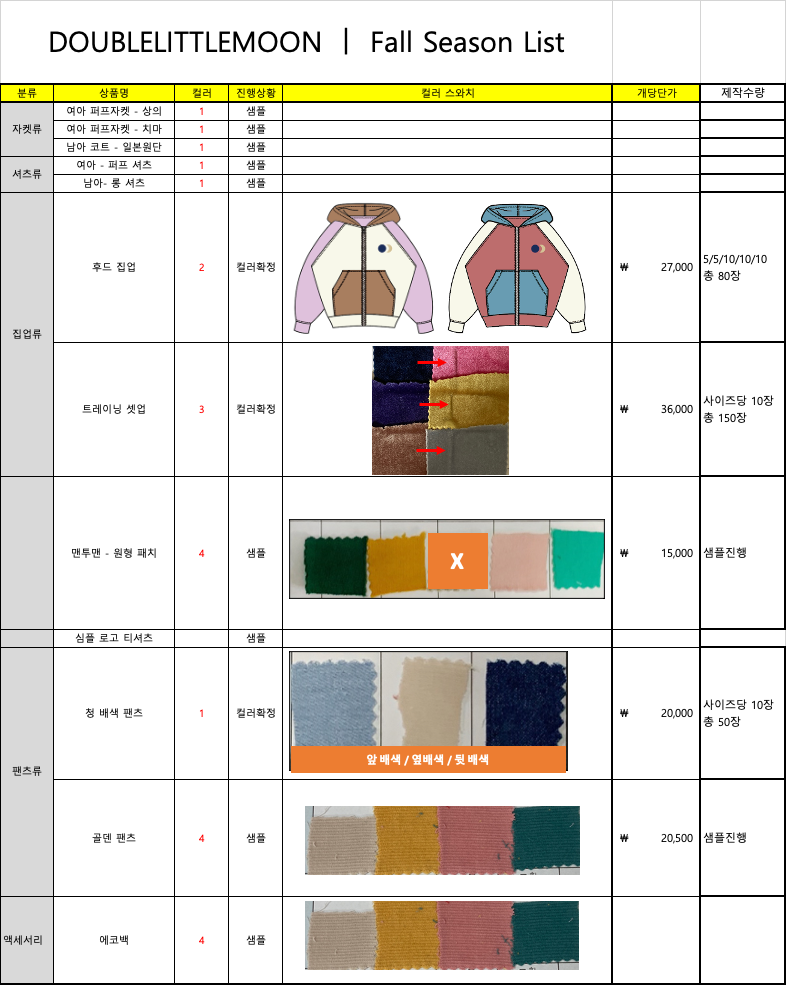 DOUBLELITTLEMOON | Fall Season List
분류 상품명 컬러 진행상황 컬러 스와치 개당단가 제작수량
자켓류
여아 퍼프자켓 - 상의 1 샘플
여아 퍼프자켓 - 치마 1 샘플
남아 코트 - 일본원단 1 샘플
셔츠류
여아 - 퍼프 셔츠 1 샘플
남아- 롱 셔츠 1 샘플
집업류
후드 집업 2 컬러확정 ₩ 27,000
5/5/10/10/10
총 80장
트레이닝 셋업 3 컬러확정 ₩ 36,000
사이즈당 10장
총 150장
맨투맨 - 원형 패치 4 샘플 X ₩ 15,000 샘플진행
심플 로고 티셔츠 샘플
팬츠류
청 배색 팬츠 1 컬러확정 ₩ 20,000
사이즈당 10장
총 50장
앞 배색 / 옆배색 / 뒷 배색
골덴 팬츠 4 샘플 ₩ 20,500 샘플진행
액세서리 에코백 4 샘플